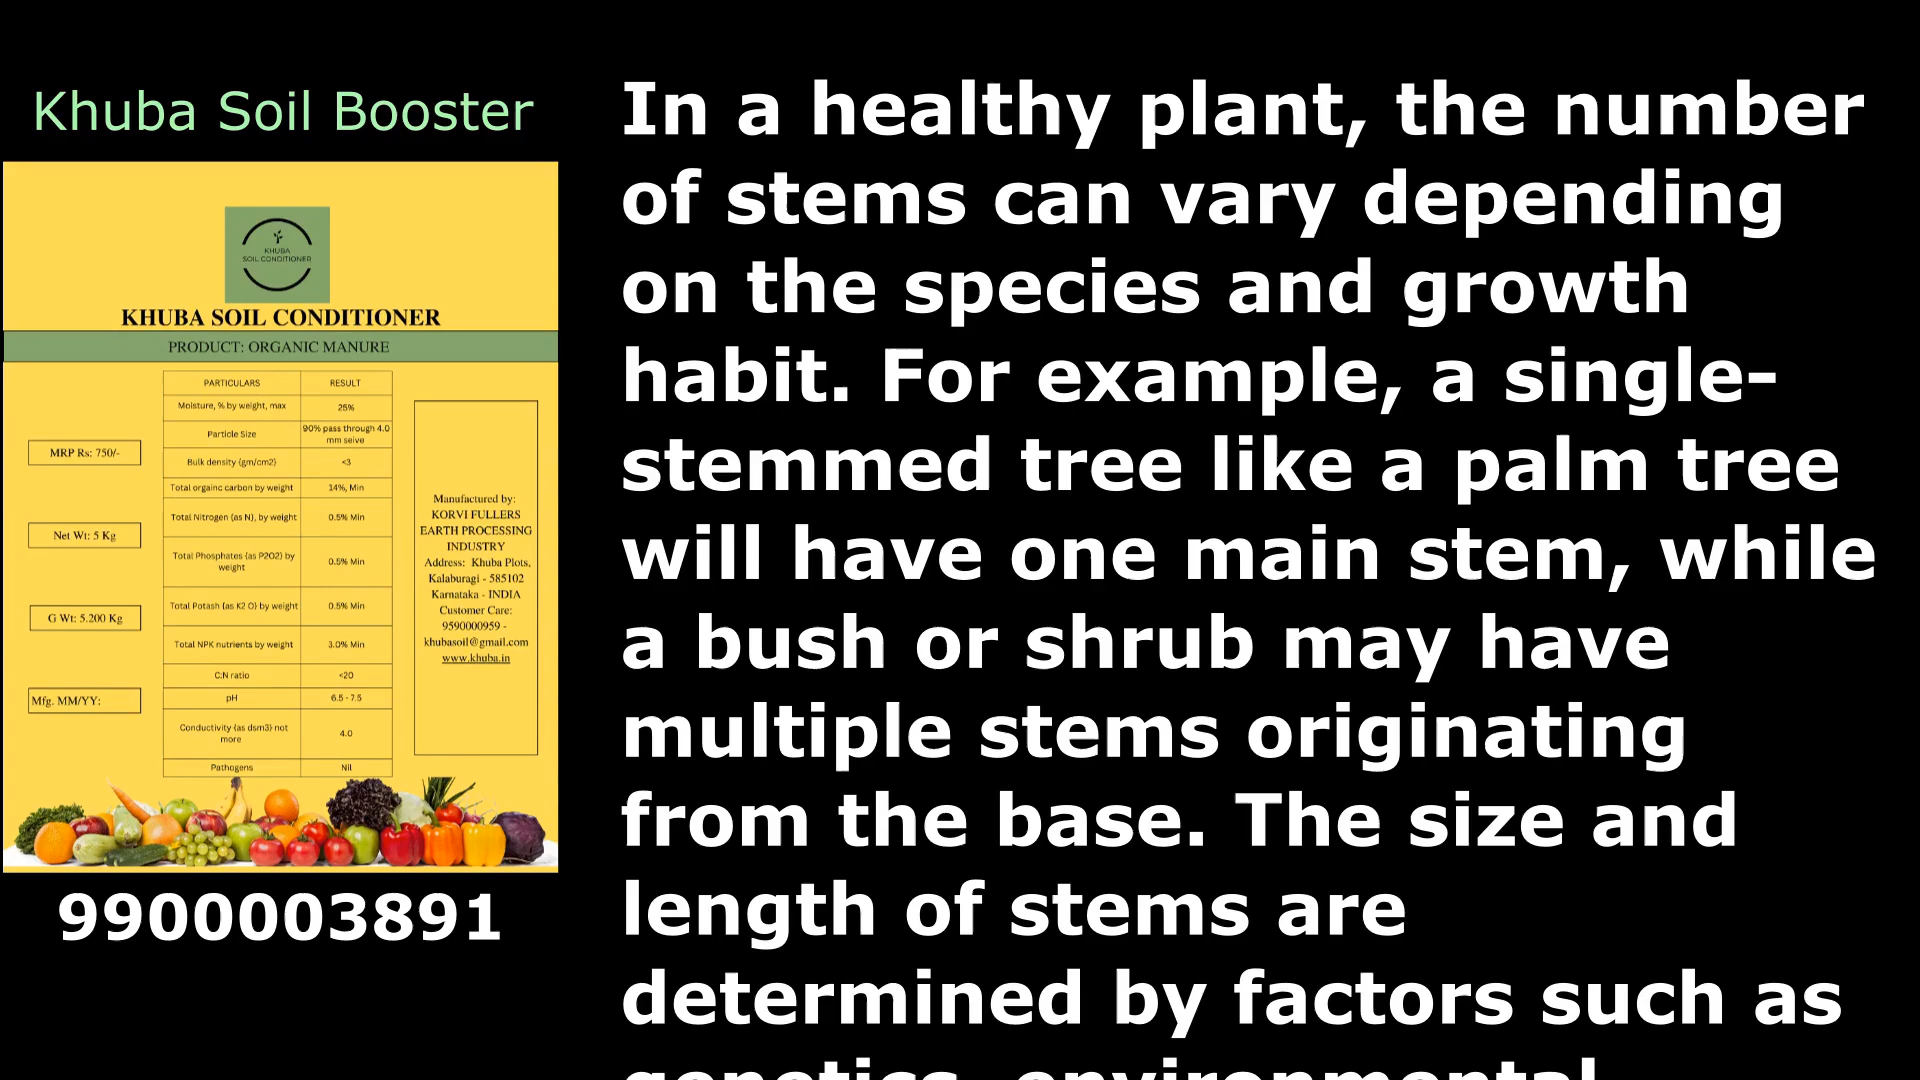 Khuba Soil Booster
KHUBA
SOIL CONDITIONER
KHUBA SOIL CONDITIONER
PRODUCT: ORGANIC MANURE
PARTICULARS RESULT
Moisture, % by weight, max 25%
Particle Size 90% pass through 4.0
mm seive
Bulk density (gm/cm2) <3
Total orgainc carbon by weight 14%, Min
Total Nitrogen (as N), by weight 0.5% Min
Total Phosphates (as P2O2) by
weight 0.5% Min
Total Potash (as K2 O) by weight 0.5% Min
Total NPK nutrients by weight 3.0% Min
C:N ratio <20
pH 6.5 - 7.5
Conductivity (as dsm3) not
more 4.0
Pathogens Nil
MRP Rs: 750/-
Net Wt: 5 Kg
G Wt: 5.200 Kg
Mfg. MM/YY:
Manufactured by:
KORVI FULLERS
EARTH PROCESSING
INDUSTRY
Address: Khuba Plots,
Kalaburagi - 585102
Karnataka - INDIA
Customer Care:
9590000959 -
khubasoil@gmail.com
www.khuba.in
9900003891
In a healthy plant, the number
of stems can vary depending
on the species and growth
habit. For example, a single-
stemmed tree like a palm tree
will have one main stem, while
a bush or shrub may have
multiple stems originating
from the base. The size and
length of stems are
determined by factors such as
genetics, environmental